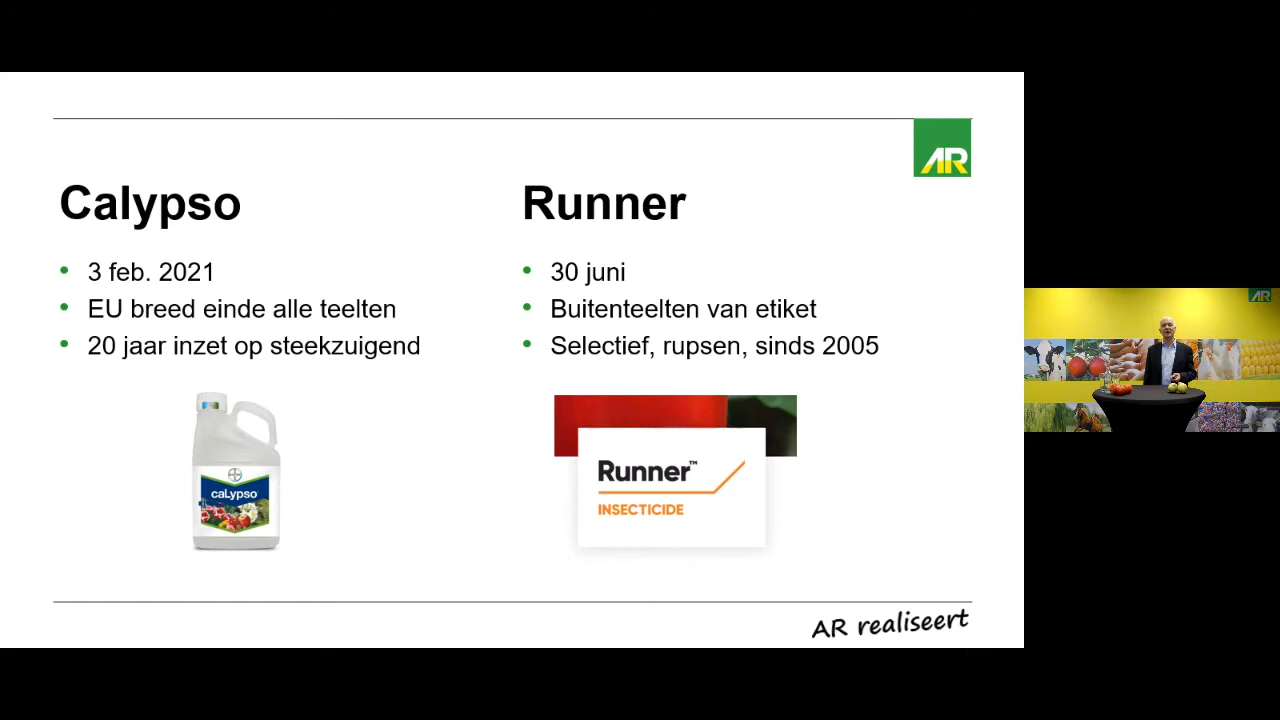 AR
Calypso
3 feb. 2021
EU breed einde alle teelten
20 jaar inzet op steekzuigend
Runner
30 juni
Buitenteelten van etiket
Selectief, rupsen, sinds 2005
caLypso
Runner™
INSECTICIDE
AR realiseert
AR